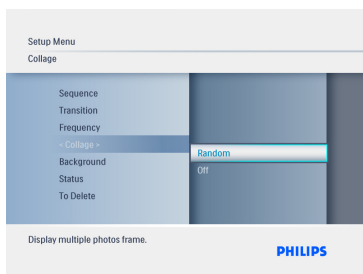 Setup Menu
Collage
Sequence
Transition
Frequency
< Collage >
Background
Status
To Delete
Random
Off
Display multiple photos frame.
PHILIPS